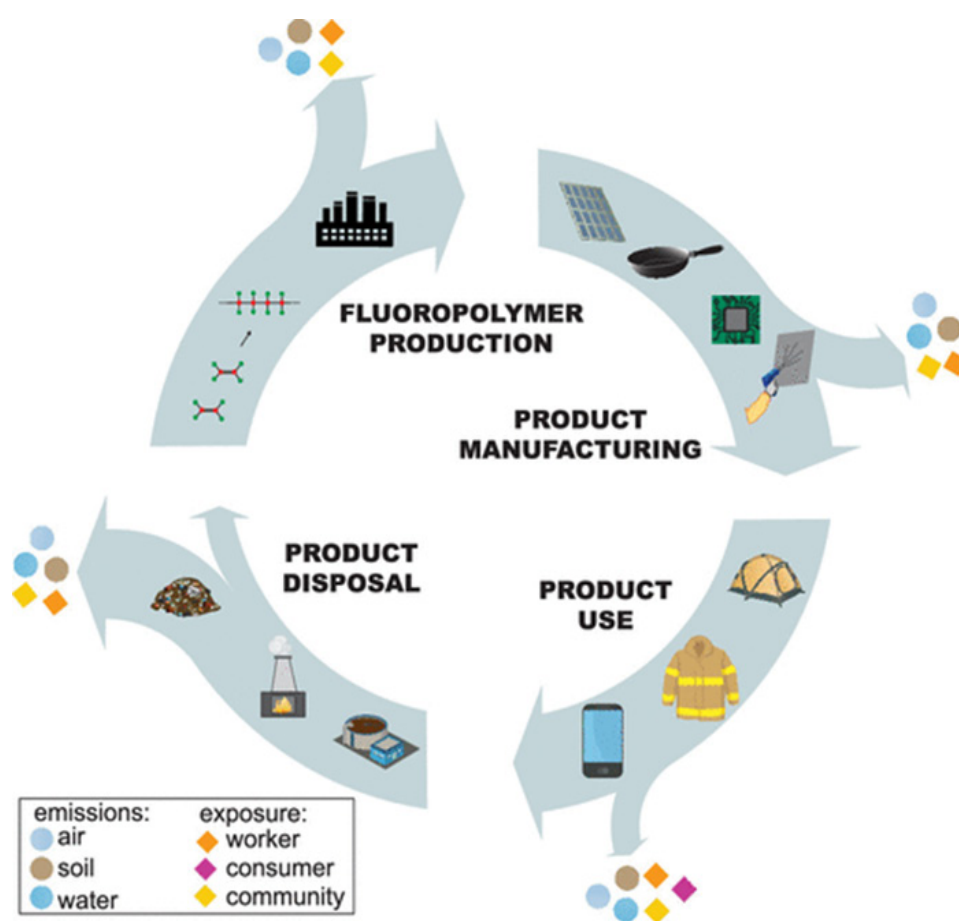 FLUOROPOLYMER
PRODUCTION
PRODUCT
MANUFACTURING
PRODUCT
USE
PRODUCT
DISPOSAL
emissions:
air
soil
water
exposure:
worker
consumer
community